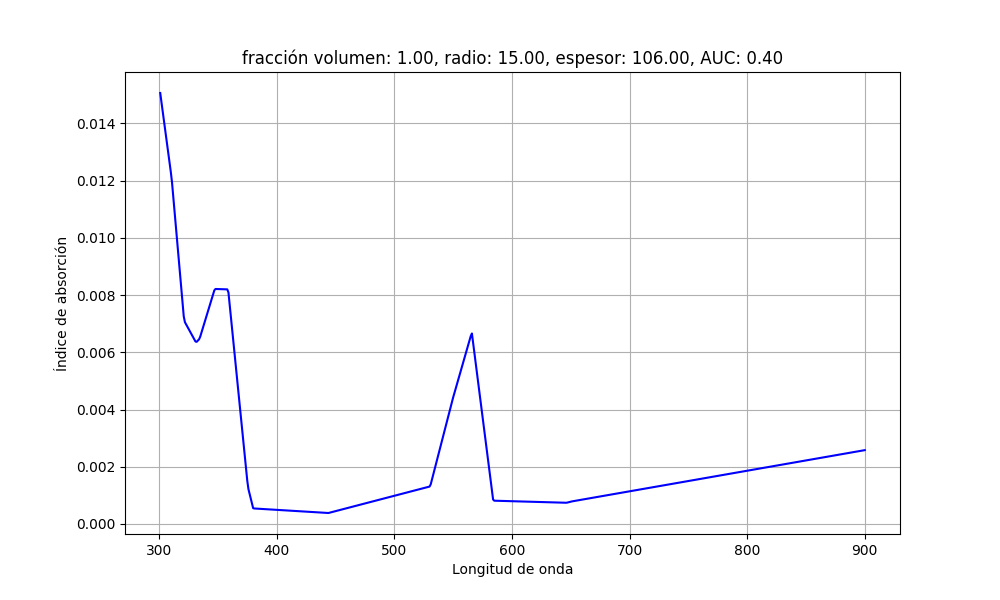 fracción volumen: 1.00, radio: 15.00, espesor: 106.00, AUC: 0.40
Índice de absorción
0.014
0.012
0.010
0.008
0.006
0.004
0.002
0.000
300 400 500 600 700 800 900
Longitud de onda